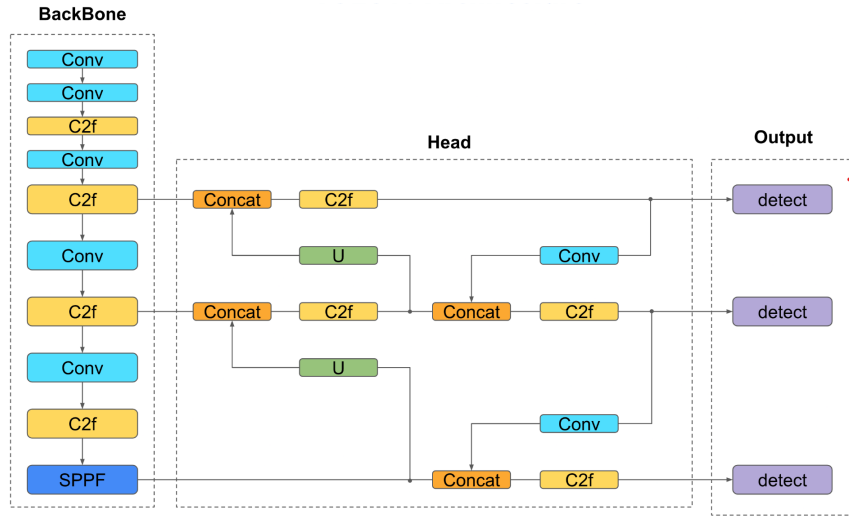 BackBone
Conv
Conv
C2f
Conv
C2f
Conv
C2f
Conv
C2f
SPPF
Head
Concat
C2f
U
Conv
Concat
C2f
Concat
C2f
U
Conv
Concat
C2f
Output
detect
detect
detect